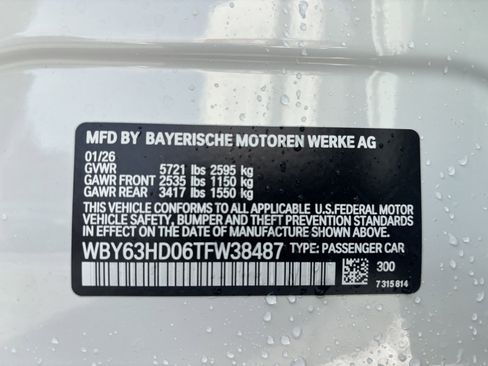 MFD BY BAYERISCHE MOTOREN WERKE AG
01/26
GVWR 5721 lbs 2595 kg
GAWR FRONT 2535 lbs 1150 kg
GAWR REAR 3417 lbs 1550 kg
THIS VEHICLE CONFORMS TO ALL APPLICABLE U.S.FEDERAL MOTOR
VEHICLE SAFETY, BUMPER, AND THEFT PREVENTION STANDARDS
IN EFFECT ON THE DATE OF MANUFACTURE SHOWN ABOVE.
WBY63HD06TFW38487 TYPE: PASSENGER CAR
300
7 315 814